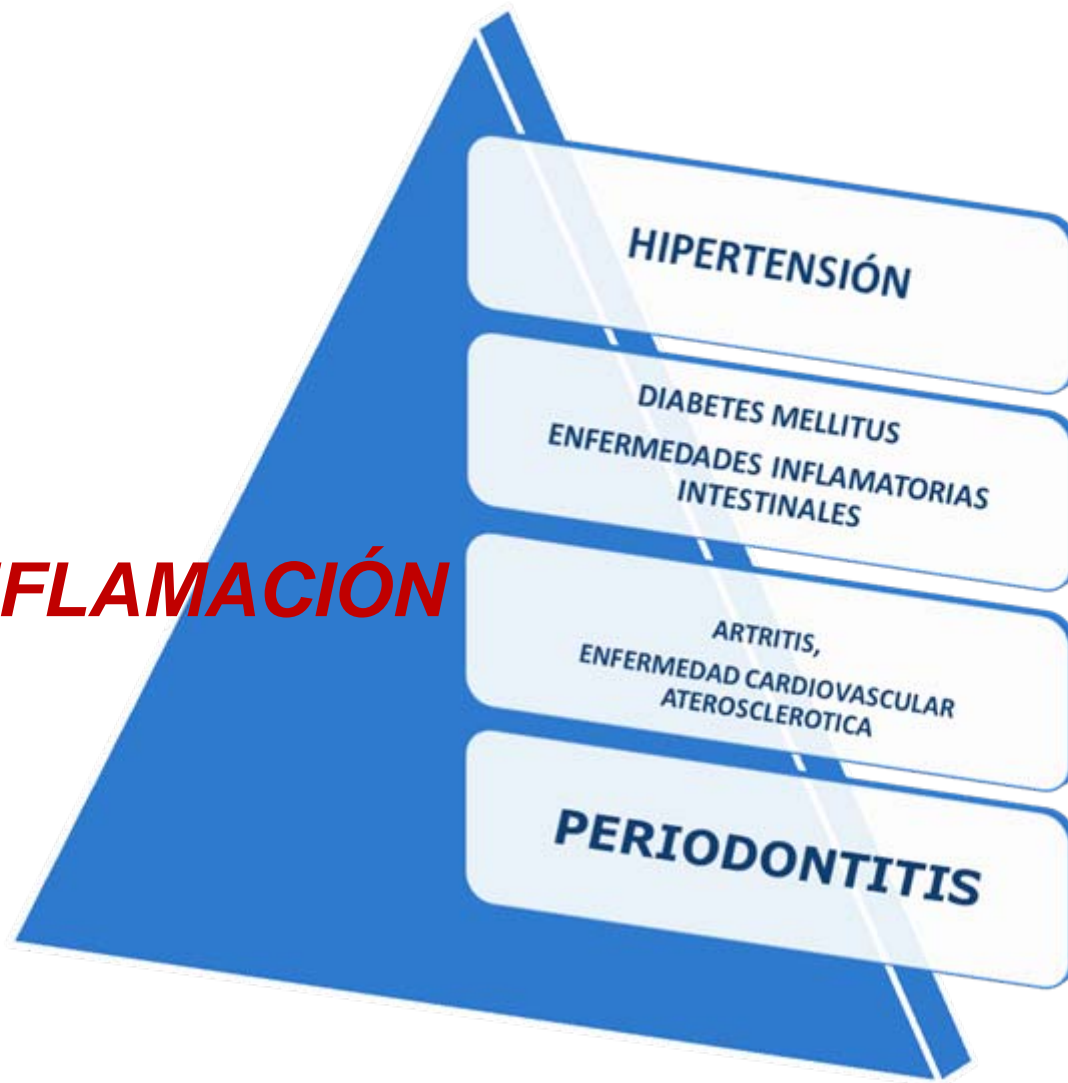 HIPERTENSIÓN
DIABETES MELLITUS
ENFERMEDADES INFLAMATORIAS
INTESTINALES
FLAMACIÓN
ARTRITIS,
ENFERMEDAD CARDIOVASCULAR
ATEROSCLEROTICA
PERIODONTITIS